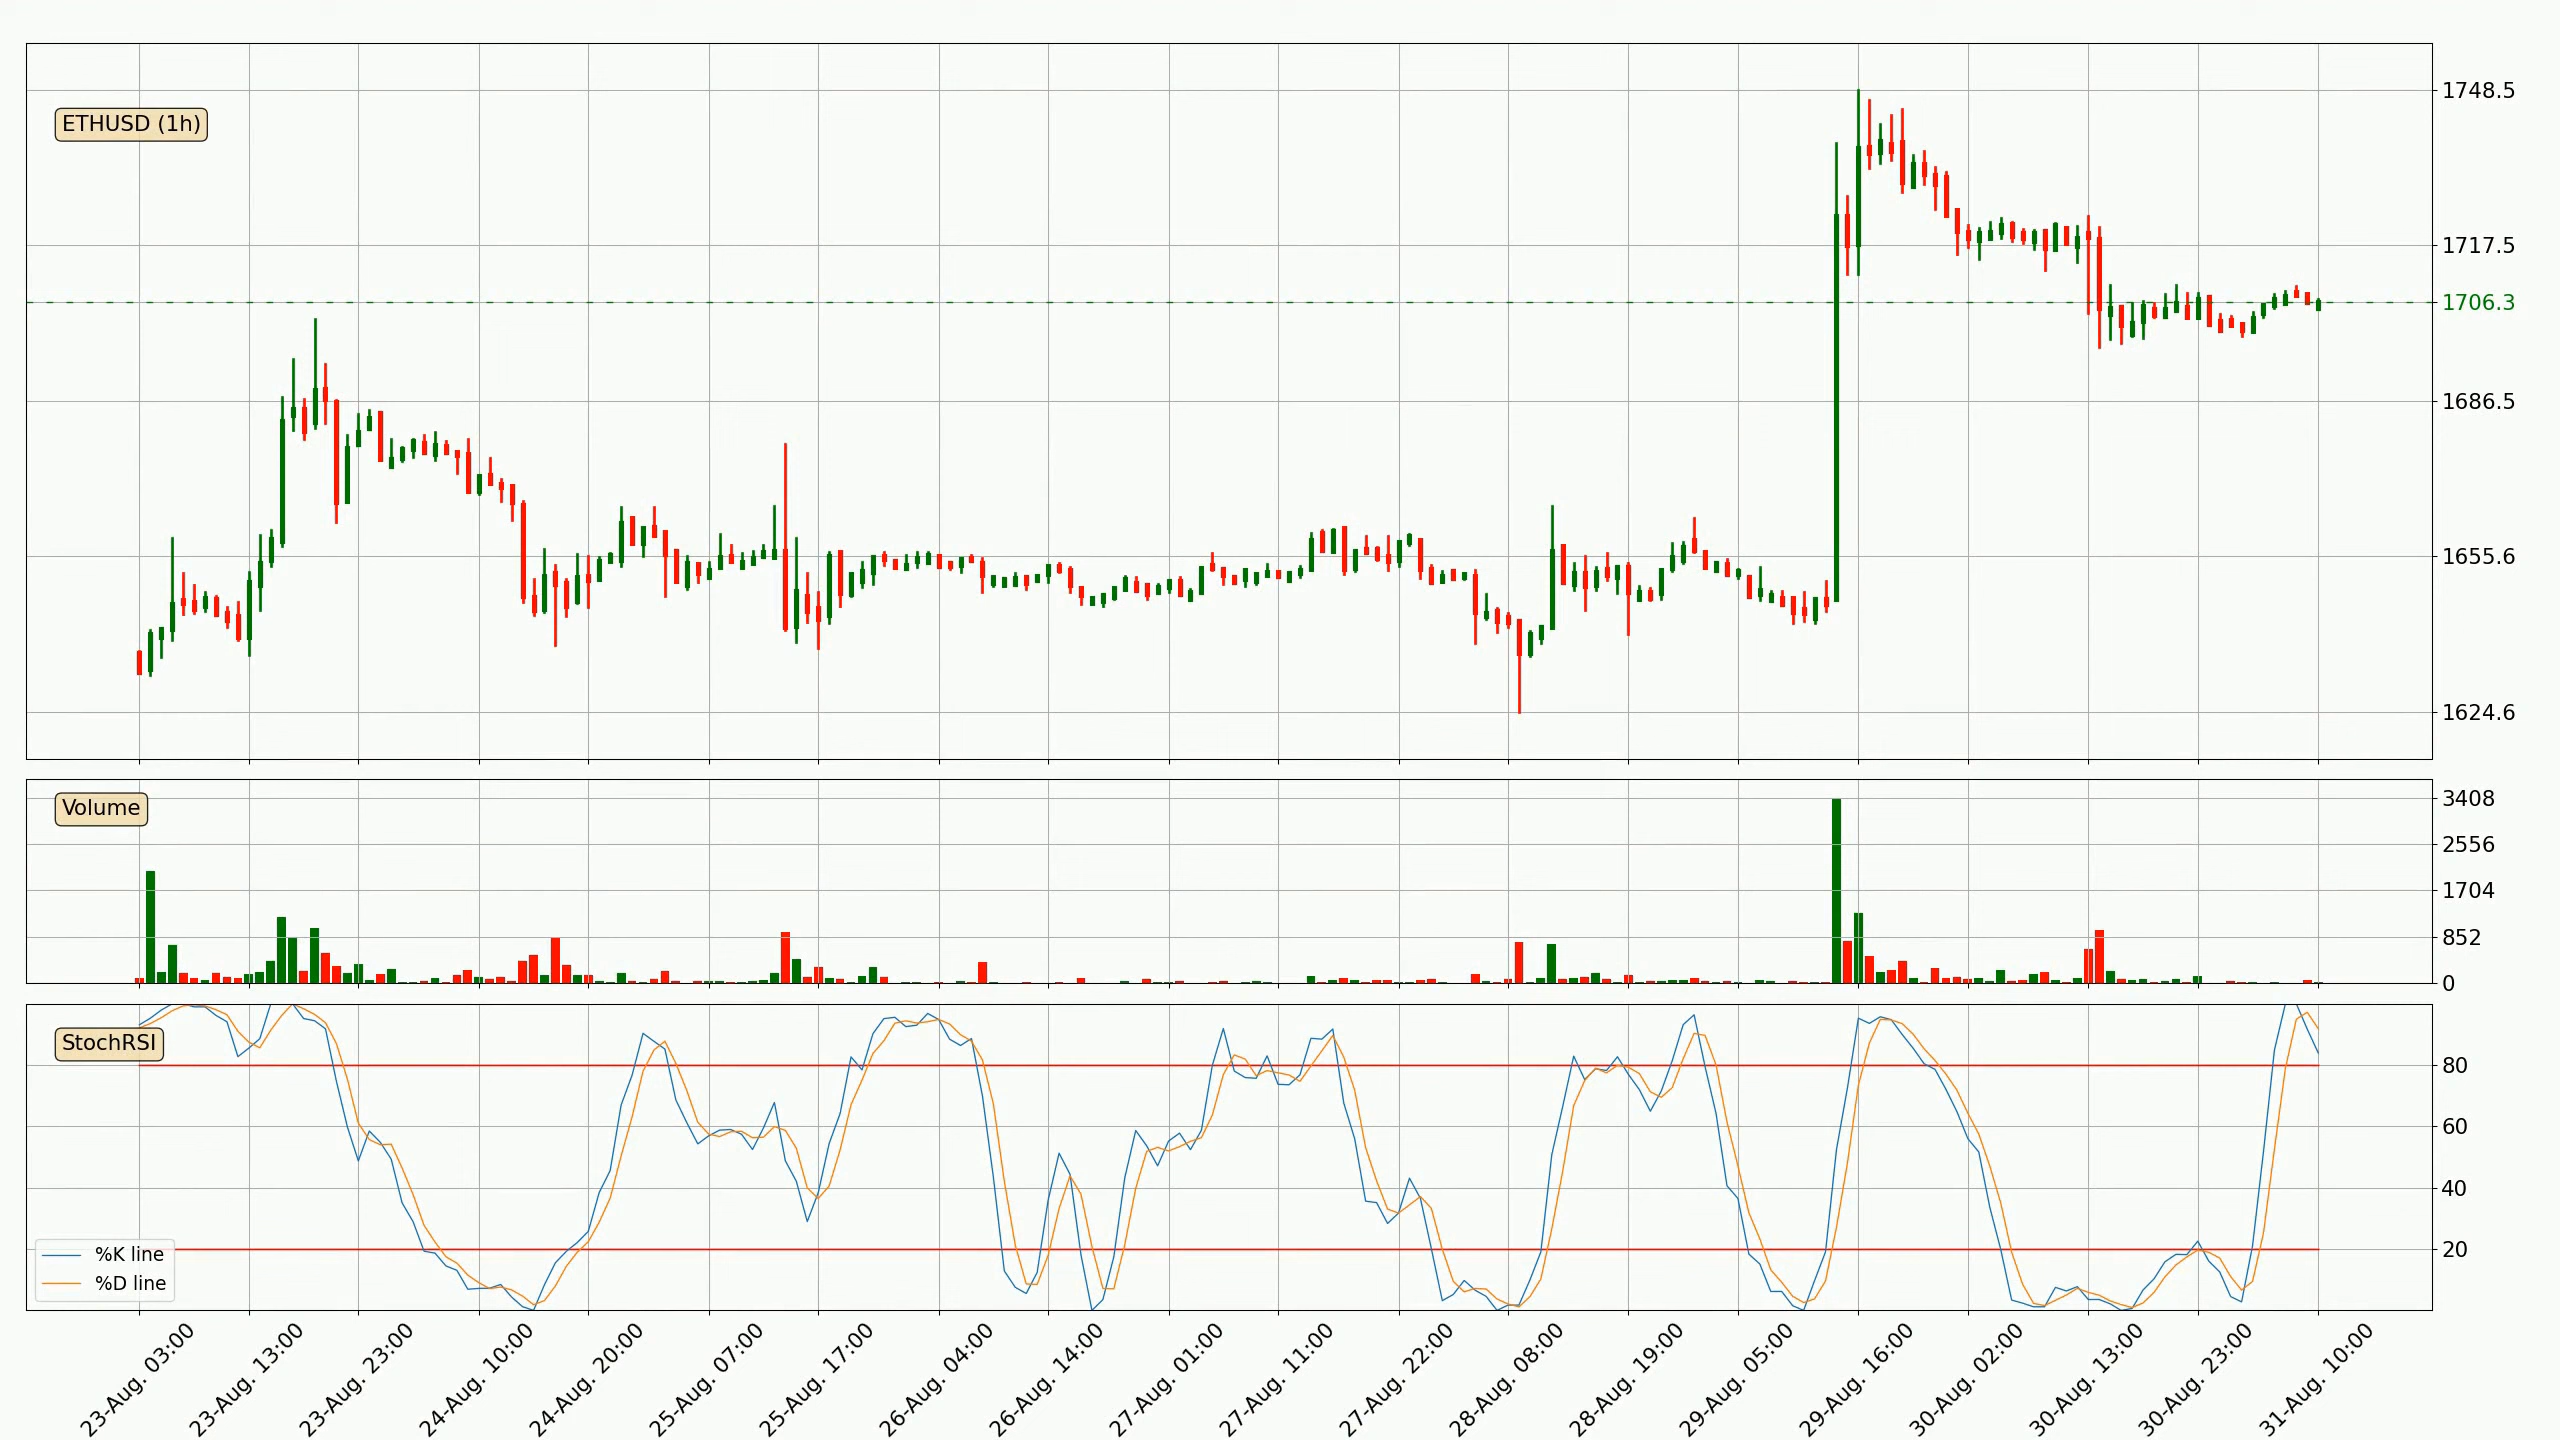 ETHUSD (1h)
1748.5
1717.5
1706.3
1686.5
1655.6
1624.6
Volume
3408
2556
1704
852
0
StochRSI
80
60
40
20
%K line
%D line
23-Aug. 03:00
23-Aug. 13:00
23-Aug. 23:00
24-Aug. 10:00
24-Aug. 20:00
25-Aug. 07:00
25-Aug. 17:00
26-Aug. 04:00
26-Aug. 14:00
27-Aug. 01:00
27-Aug. 11:00
27-Aug. 22:00
28-Aug. 08:00
28-Aug. 19:00
29-Aug. 05:00
29-Aug. 16:00
30-Aug. 02:00
30-Aug. 13:00
30-Aug. 23:00
31-Aug. 10:00